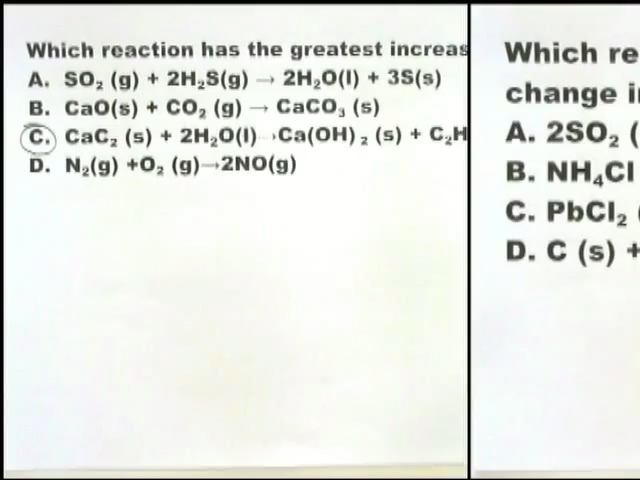 Which reaction has the greatest increas
A. SO₂ (g) + 2H₂S(g) → 2H₂O(l) + 3S(s)
B. CaO(s) + CO₂ (g) → CaCO₃ (s)
C. CaC₂ (s) + 2H₂O(l) → Ca(OH)₂ (s) + C₂H
D. N₂(g) +O₂ (g)→2NO(g)
Which re
change i
A. 2SO₂ (
B. NH₄Cl
C. PbCl₂
D. C (s) +